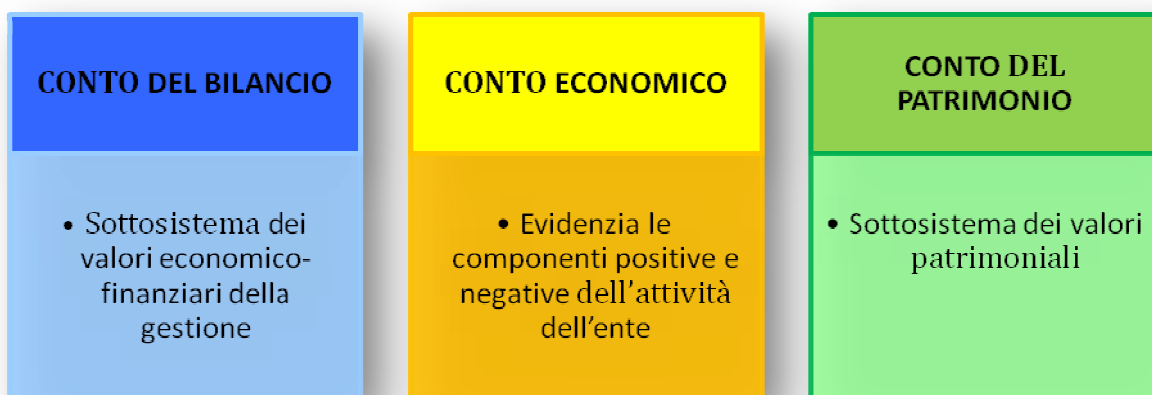 CONTO DEL BILANCIO
• Sottosistema dei
valori economico-
finanziari della
gestione
CONTO ECONOMICO
• Evidenzia le
componenti positive e
negative dell’attività
dell’ente
CONTO DEL
PATRIMONIO
• Sottosistema dei valori
patrimoniali